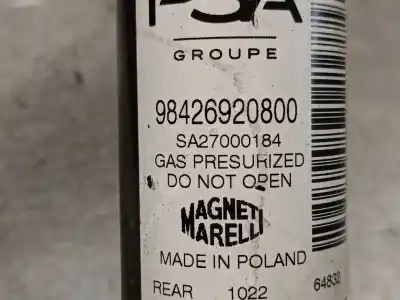 PSA
GROUPE
98426920800
SA27000184
GAS PRESURIZED
DO NOT OPEN
MAGNETI
MARELLI
MADE IN POLAND
REAR 1022
64832